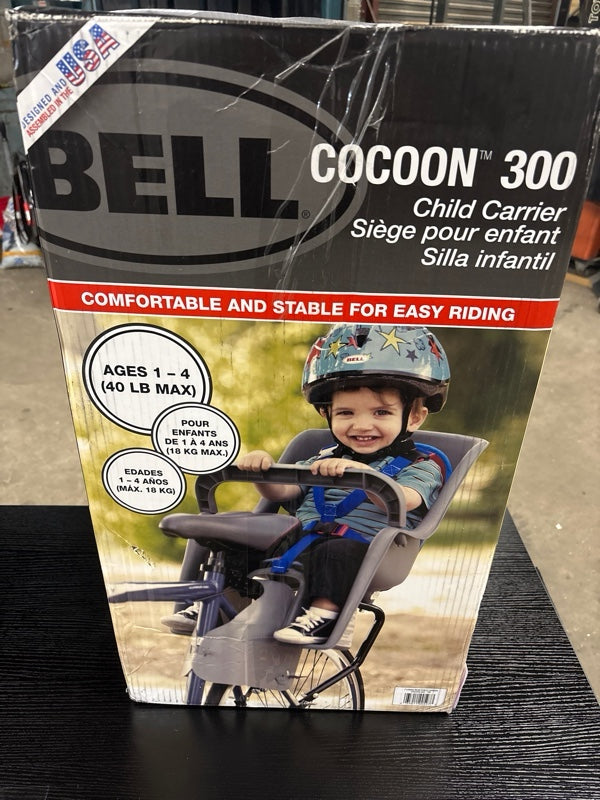 DESIGNED AND
ASSEMBLED IN THE
USA
BELL®
COCOON™ 300
Child Carrier
Siège pour enfant
Silla infantil
COMFORTABLE AND STABLE FOR EASY RIDING
AGES 1 – 4
(40 LB MAX)
POUR
ENFANTS
DE 1 À 4 ANS
(18 KG MAX.)
EDADES
1 – 4 AÑOS
(MÁX. 18 KG)
BELL